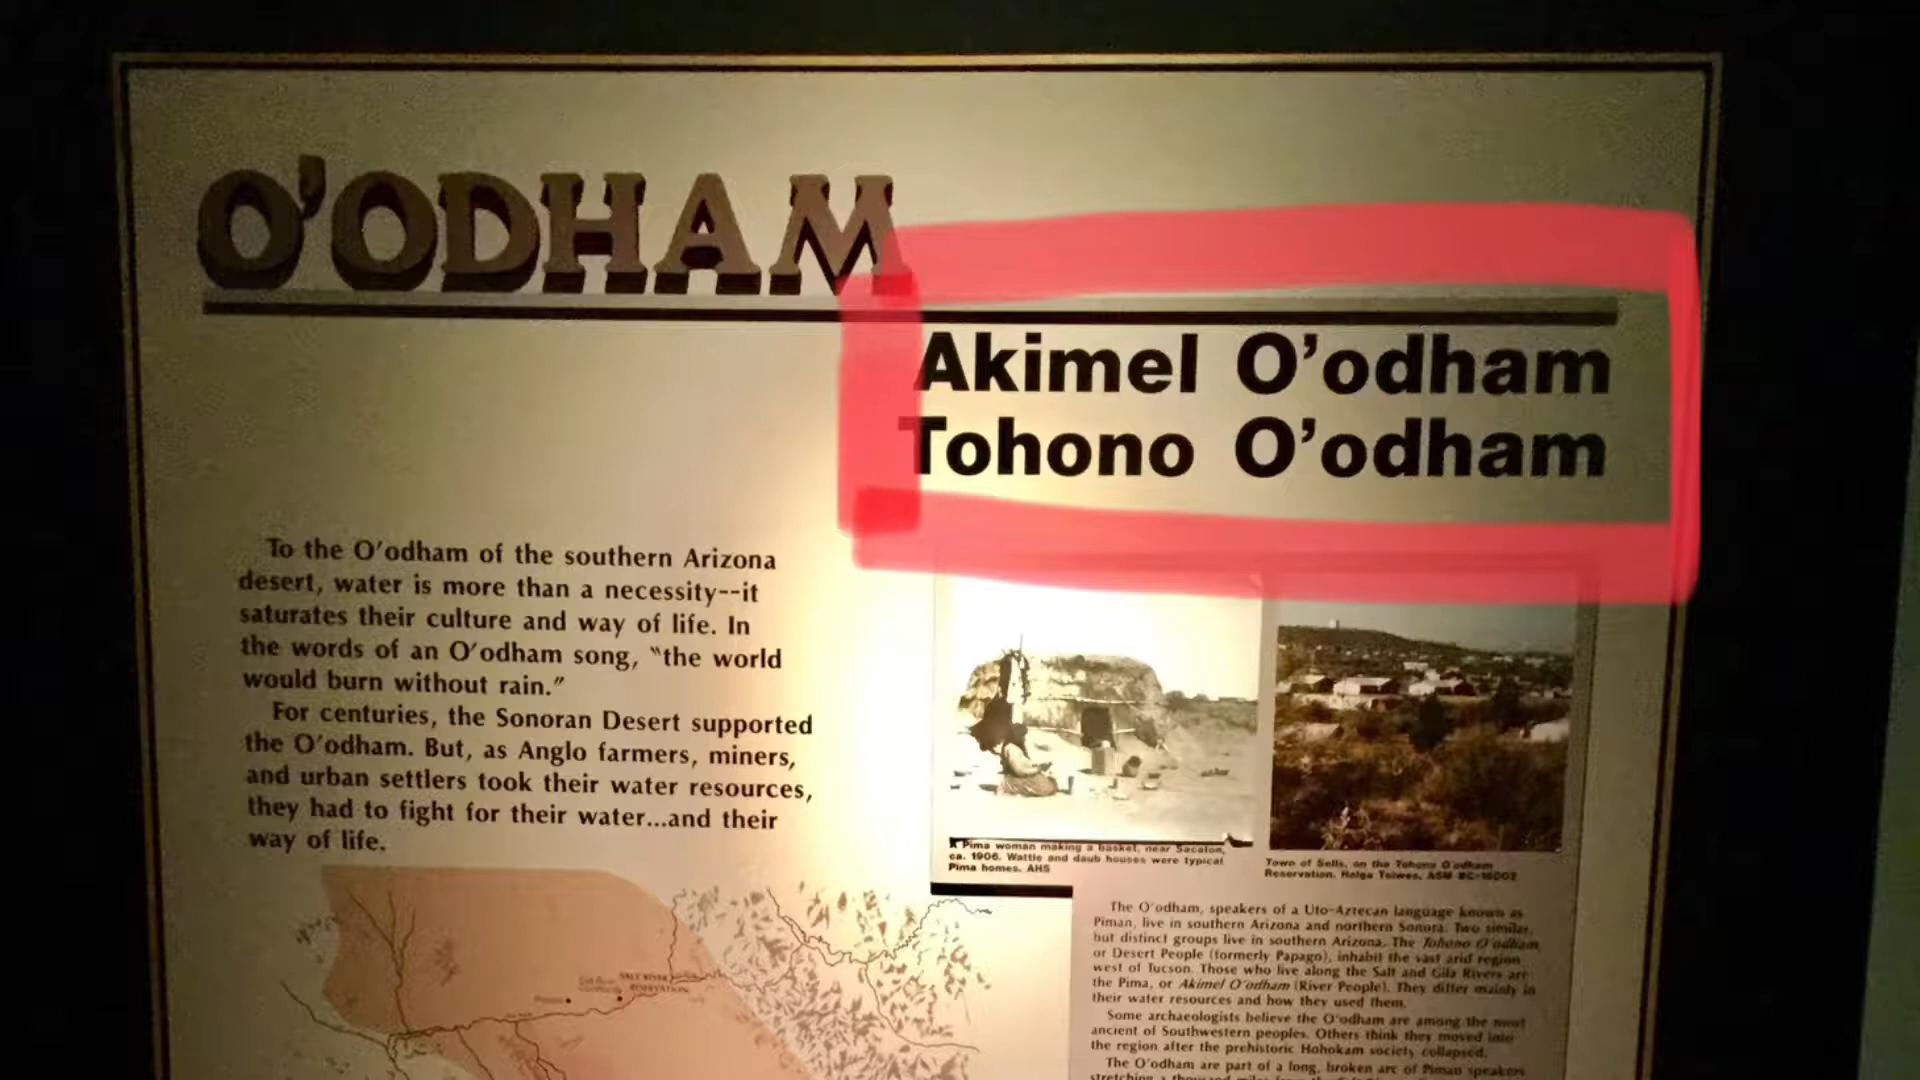 O'ODHAM
Akimel O'odham
Tohono O'odham
To the O'odham of the southern Arizona
desert, water is more than a necessity--it
saturates their culture and way of life. In
the words of an O'odham song, "the world
would burn without rain."
For centuries, the Sonoran Desert supported
the O'odham. But, as Anglo farmers, miners,
and urban settlers took their water resources,
they had to fight for their water...and their
way of life.
A Pima woman making a basket, near Sacaton,
ca. 1906. Wattle and daub houses were typical
Pima homes. AHS
Town of Sells, on the Tohono O'odham
Reservation. Helga Teiwes, ASM
The O'odham, speakers of a Uto-Aztecan language known as
Piman, live in southern Arizona and northern Sonora. Two similar,
but distinct groups live in southern Arizona. The Tohono O'odham,
or Desert People (formerly Papago), inhabit the vast arid region
west of Tucson. Those who live along the Salt and Gila Rivers are
the Pima, or Akimel O'odham (River People). They differ mainly in
their water resources and how they used them.
Some archaeologists believe the O'odham are among the most
ancient of Southwestern peoples. Others think they moved into
the region after the prehistoric Hohokam society collapsed.
The O'odham are part of a long, broken arc of Piman speakers
SALT RIVER
RESERVATION
Phoenix